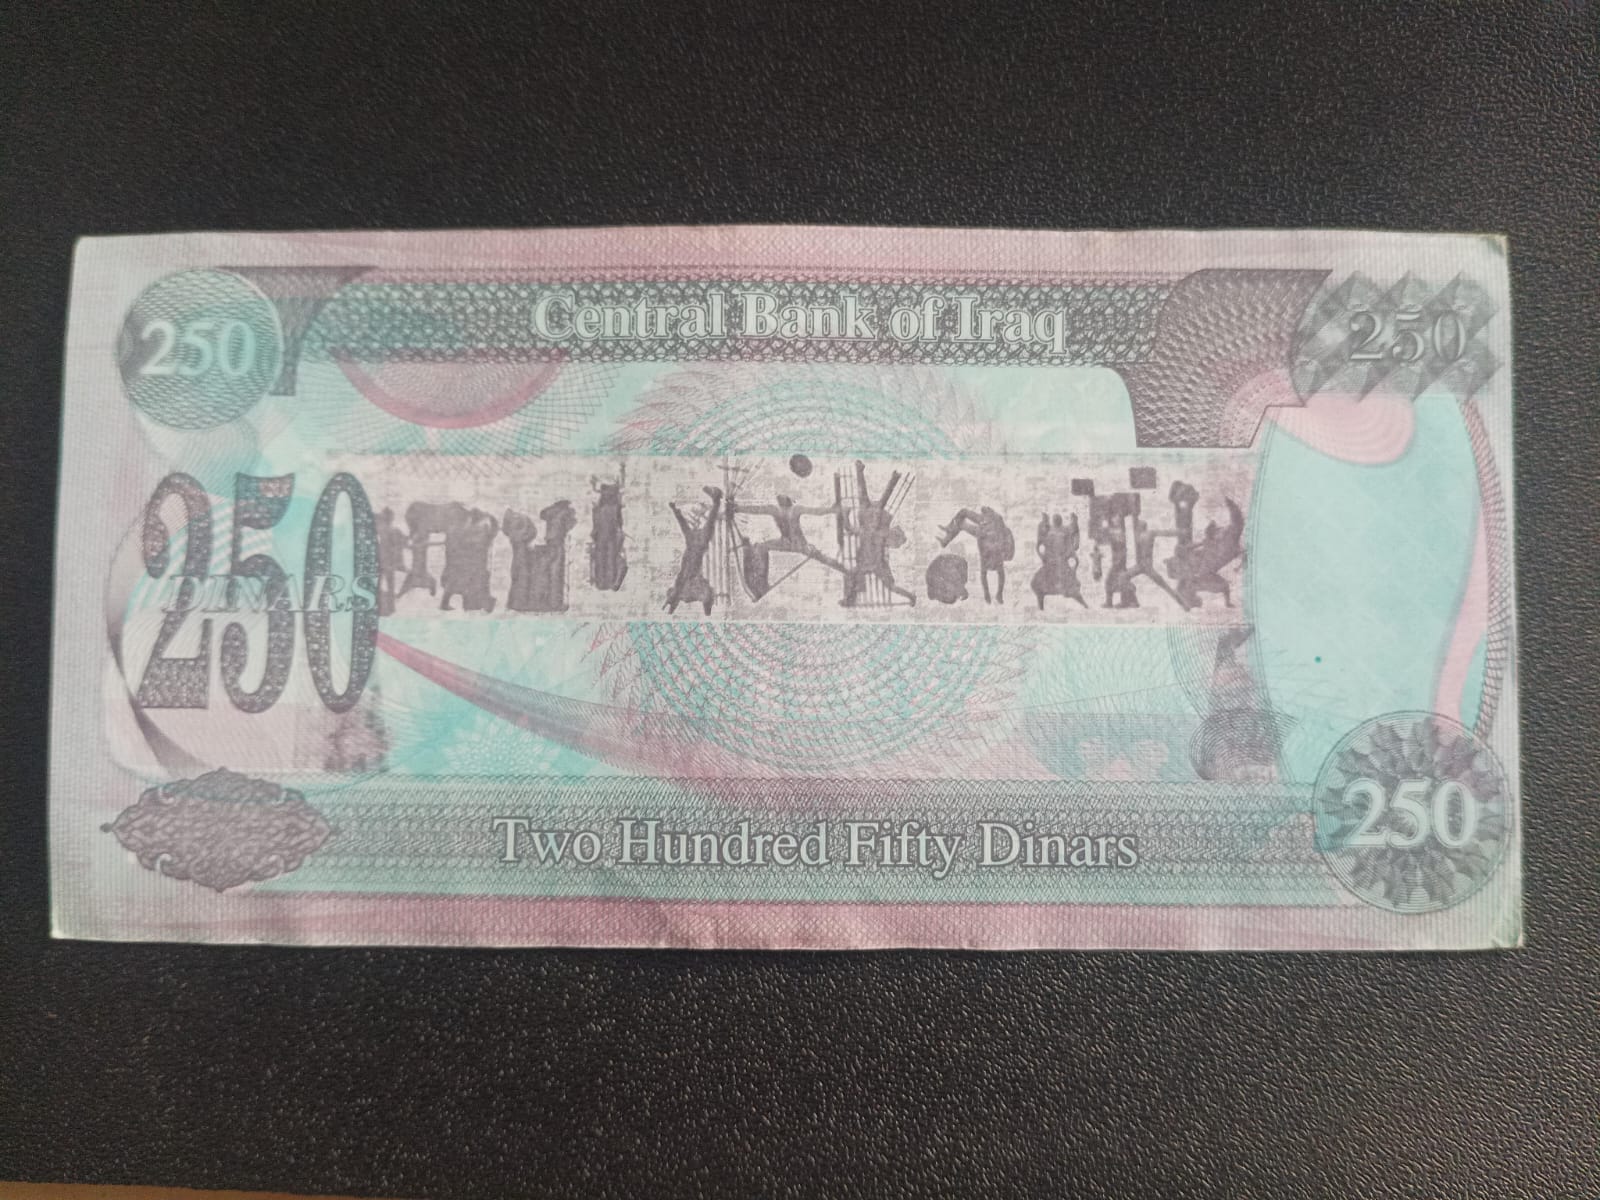 Central Bank of Iraq
250
250
250
DINARS
Two Hundred Fifty Dinars
250